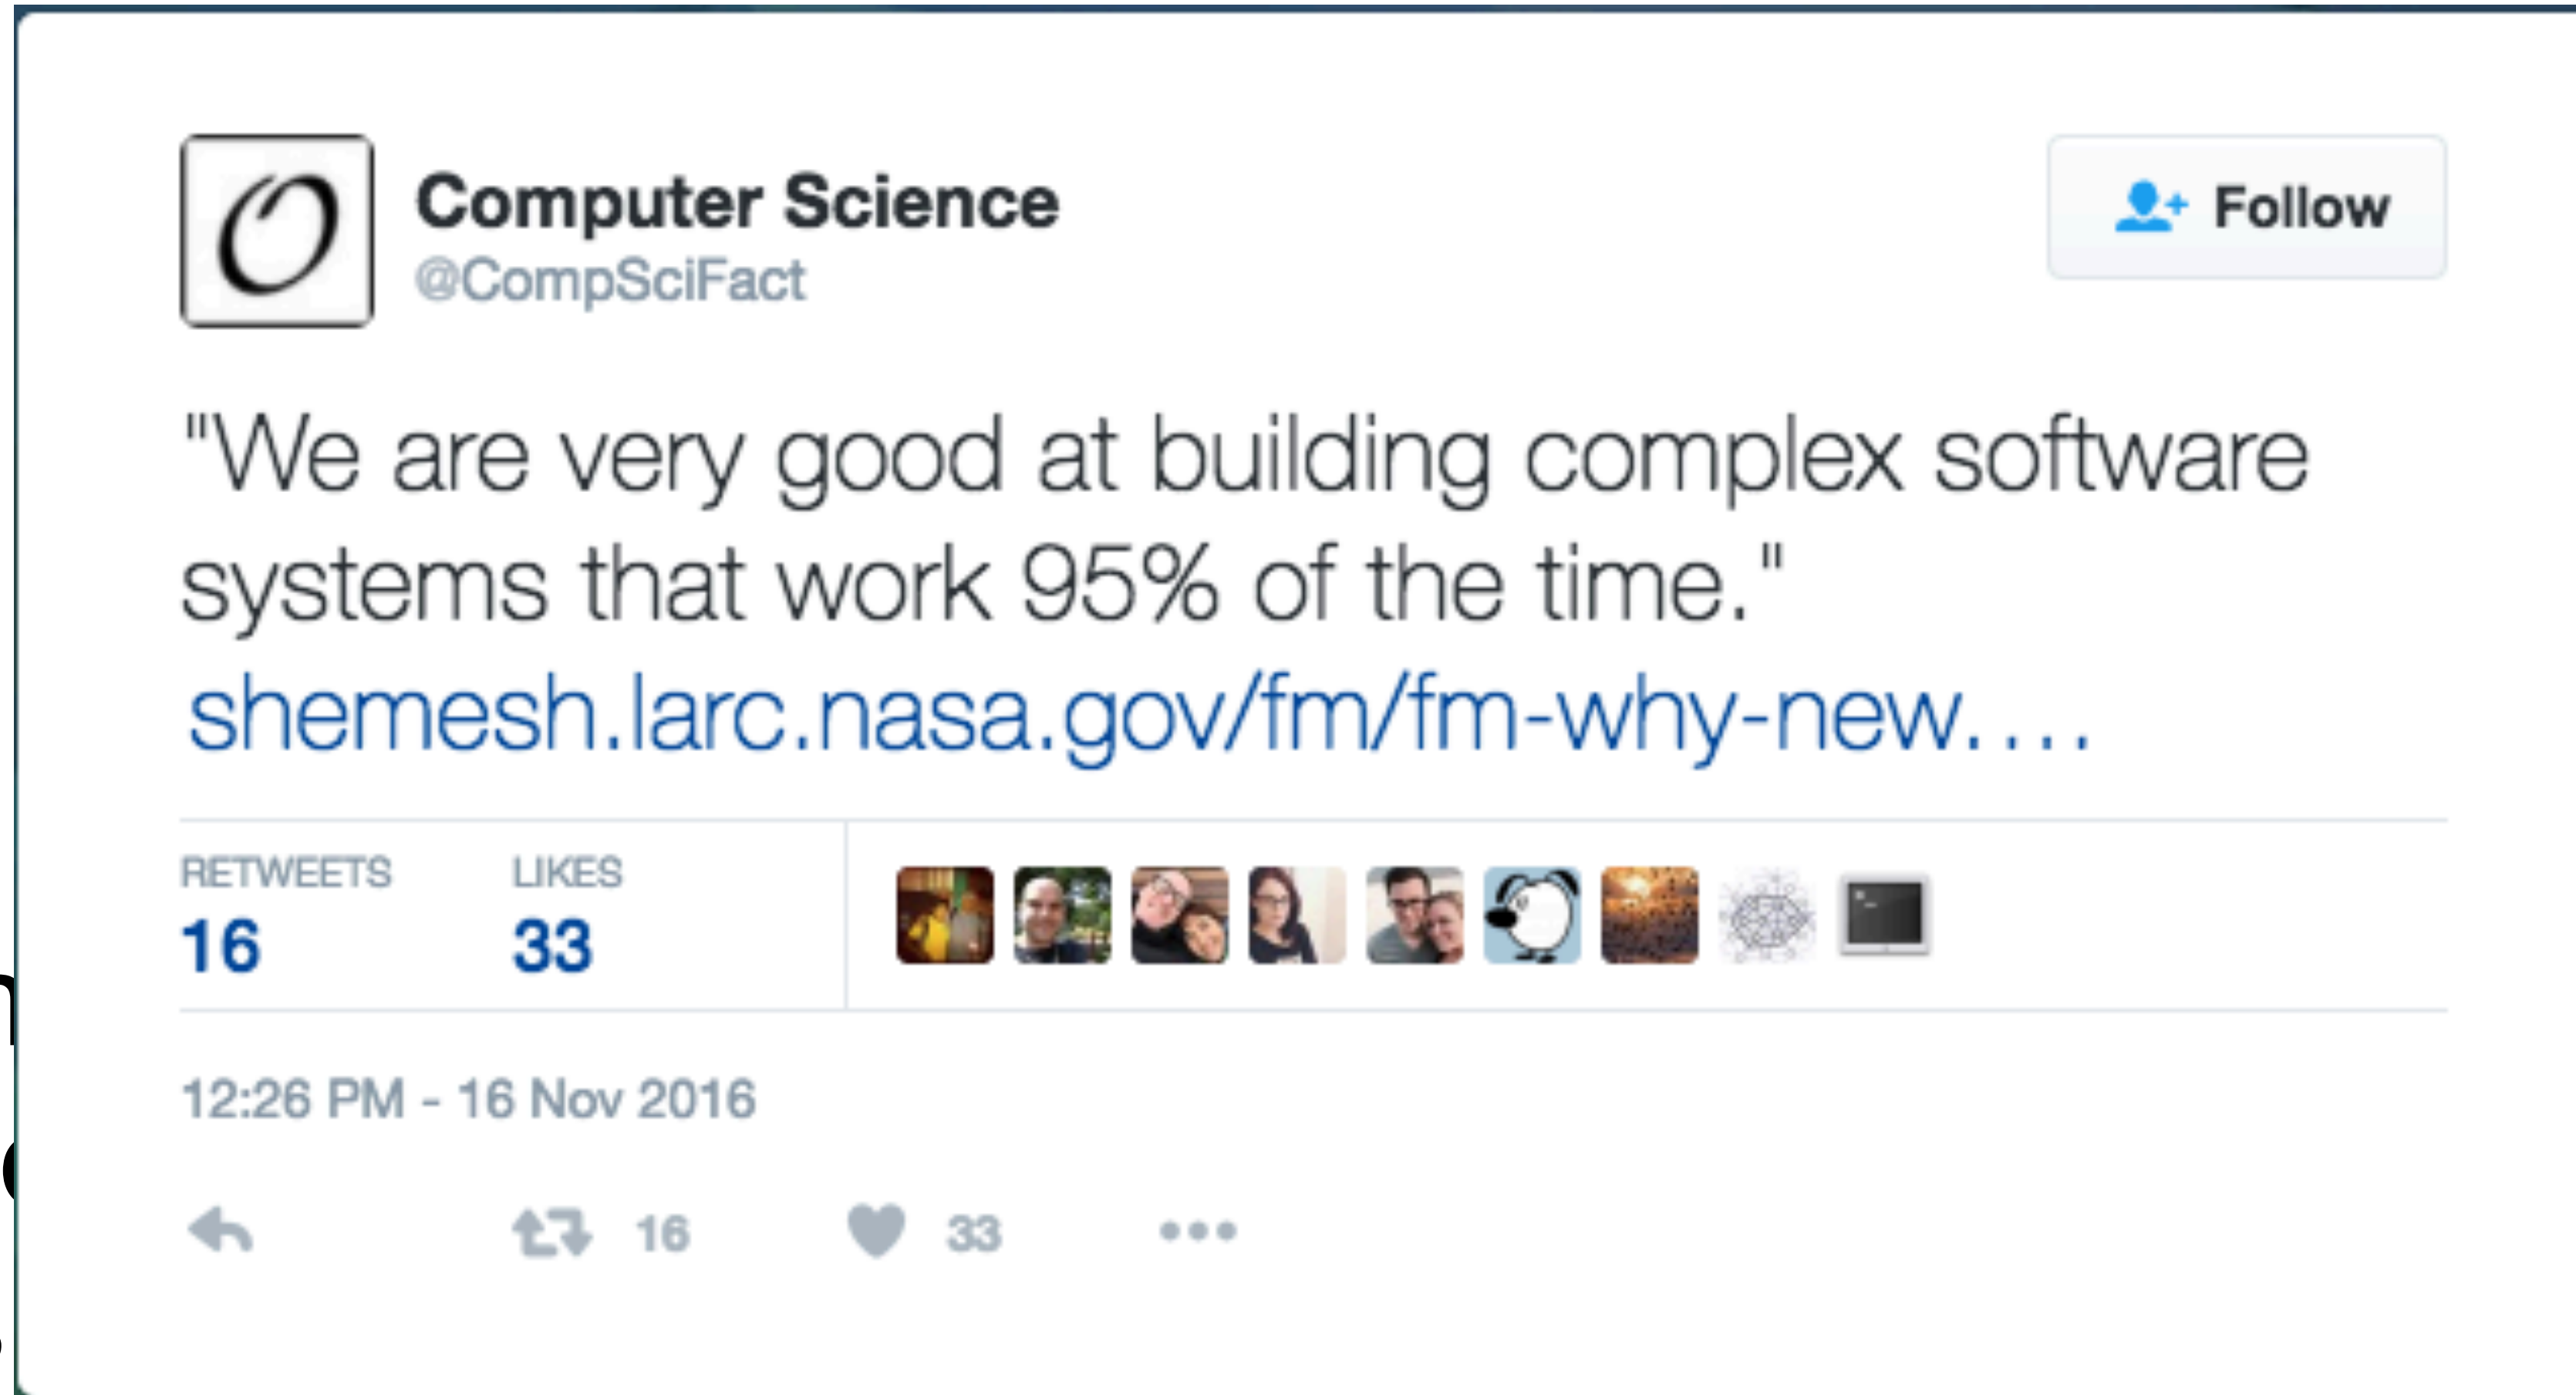 O
Computer Science
@CompSciFact
Follow
"We are very good at building complex software
systems that work 95% of the time."
shemesh.larc.nasa.gov/fm/fm-why-new....
RETWEETS LIKES
16 33
12:26 PM - 16 Nov 2016
16 33